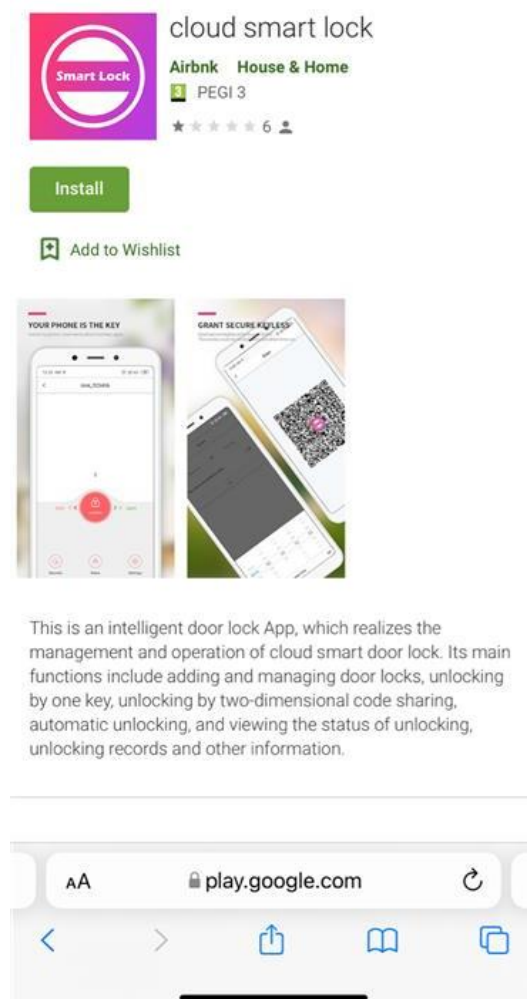 cloud smart lock
Smart Lock
Airbnk House & Home
3 PEGI 3
6
Install
Add to Wishlist
YOUR PHONE IS THE KEY
GRANT SECURE KEYLESS
This is an intelligent door lock App, which realizes the
management and operation of cloud smart door lock. Its main
functions include adding and managing door locks, unlocking
by one key, unlocking by two-dimensional code sharing,
automatic unlocking, and viewing the status of unlocking,
unlocking records and other information.
AA play.google.com